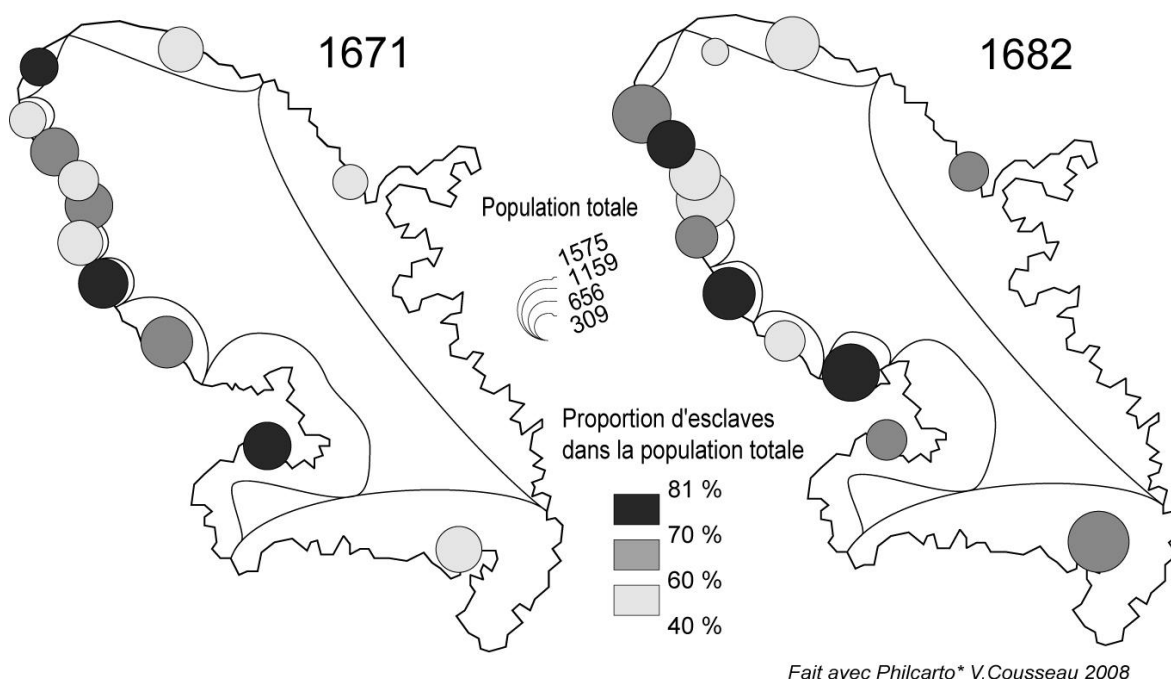 1671
1682
Population totale
1575
1159
656
309
Proportion d'esclaves
dans la population totale
81 %
70 %
60 %
40 %
Fait avec Philcarto* V.Cousseau 2008